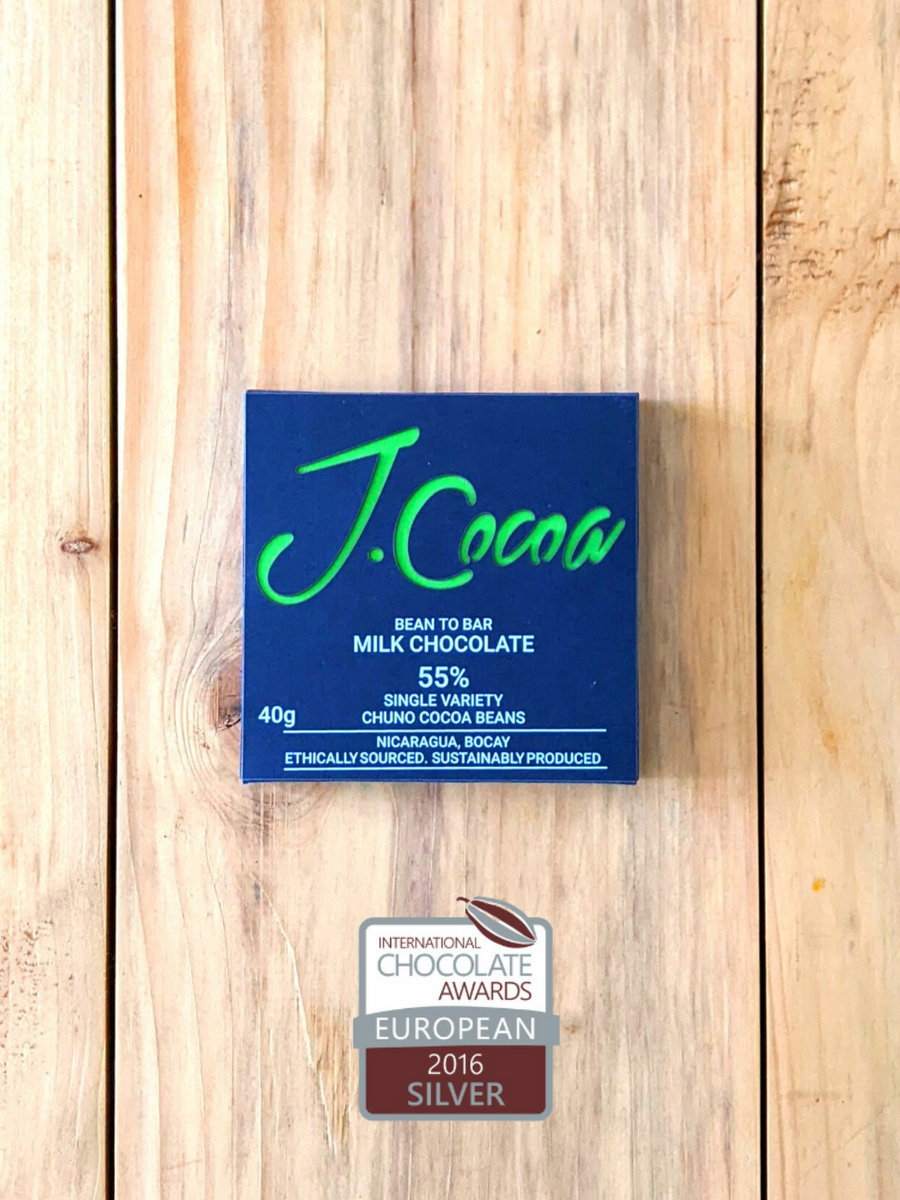 J.Cocoa
BEAN TO BAR
MILK CHOCOLATE
55%
SINGLE VARIETY
40g
CHUNO COCOA BEANS
NICARAGUA, BOCAY
ETHICALLY SOURCED. SUSTAINABLY PRODUCED
INTERNATIONAL
CHOCOLATE
AWARDS
EUROPEAN
2016
SILVER